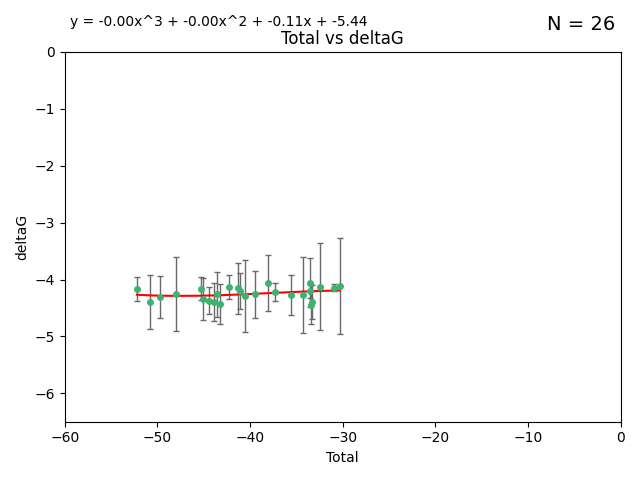 y = -0.00x^3 + -0.00x^2 + -0.11x + -5.44
N = 26
Total vs deltaG
0
−1
−2
−3
−4
−5
−6
deltaG
−60
−50
−40
−30
−20
−10
0
Total